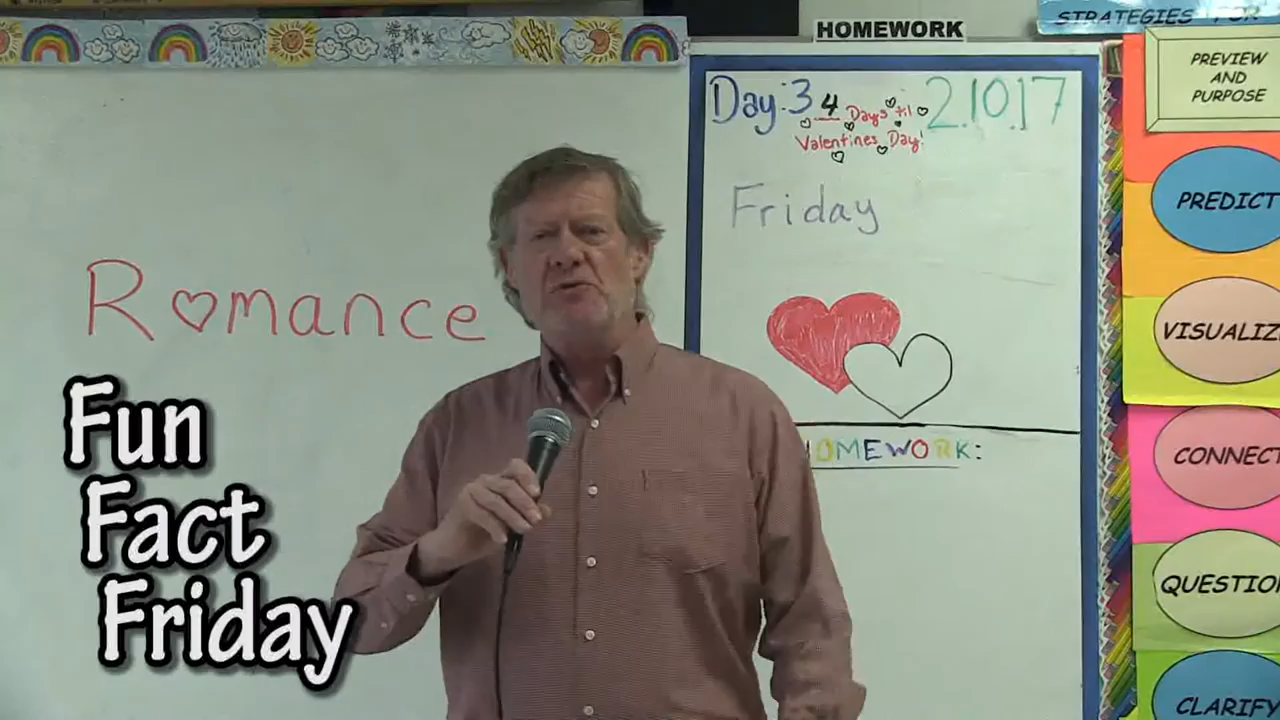 HOMEWORK
STRATEGIES FOR
PREVIEW
AND
PURPOSE
Day:3
4 Days til
Valentines Day!
2.10.17
Friday
PREDICT
Romance
VISUALIZ
Fun
Fact
Friday
OMEWORK:
CONNECT
QUESTIO
CLARIFY